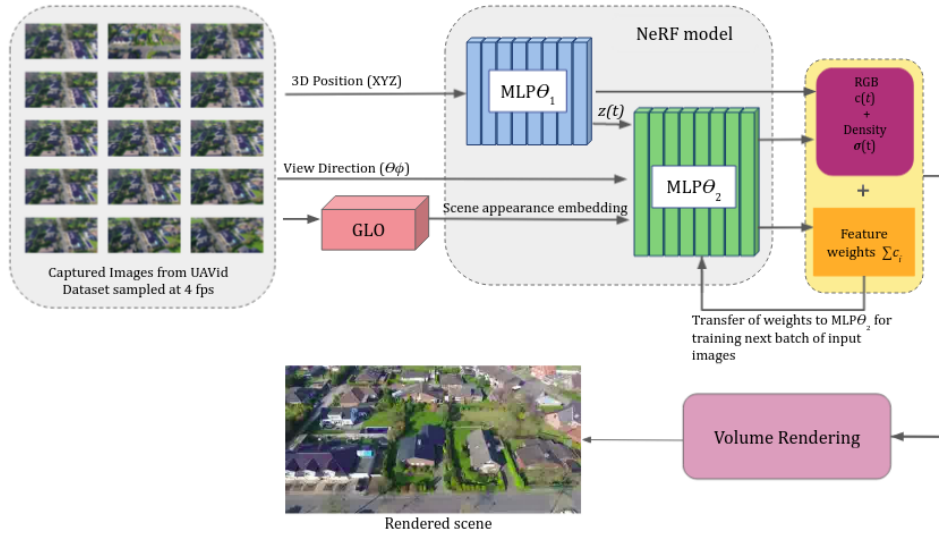 NeRF model
3D Position (XYZ)
MLPϴ₁
z(t)
RGB
c(t)
+
Density
σ(t)
View Direction (ϴϕ)
MLPϴ₂
+
Scene appearance embedding
GLO
Feature
weights ∑cᵢ
Captured Images from UAVid
Dataset sampled at 4 fps
Transfer of weights to MLPϴ₂ for
training next batch of input
images
Volume Rendering
Rendered scene